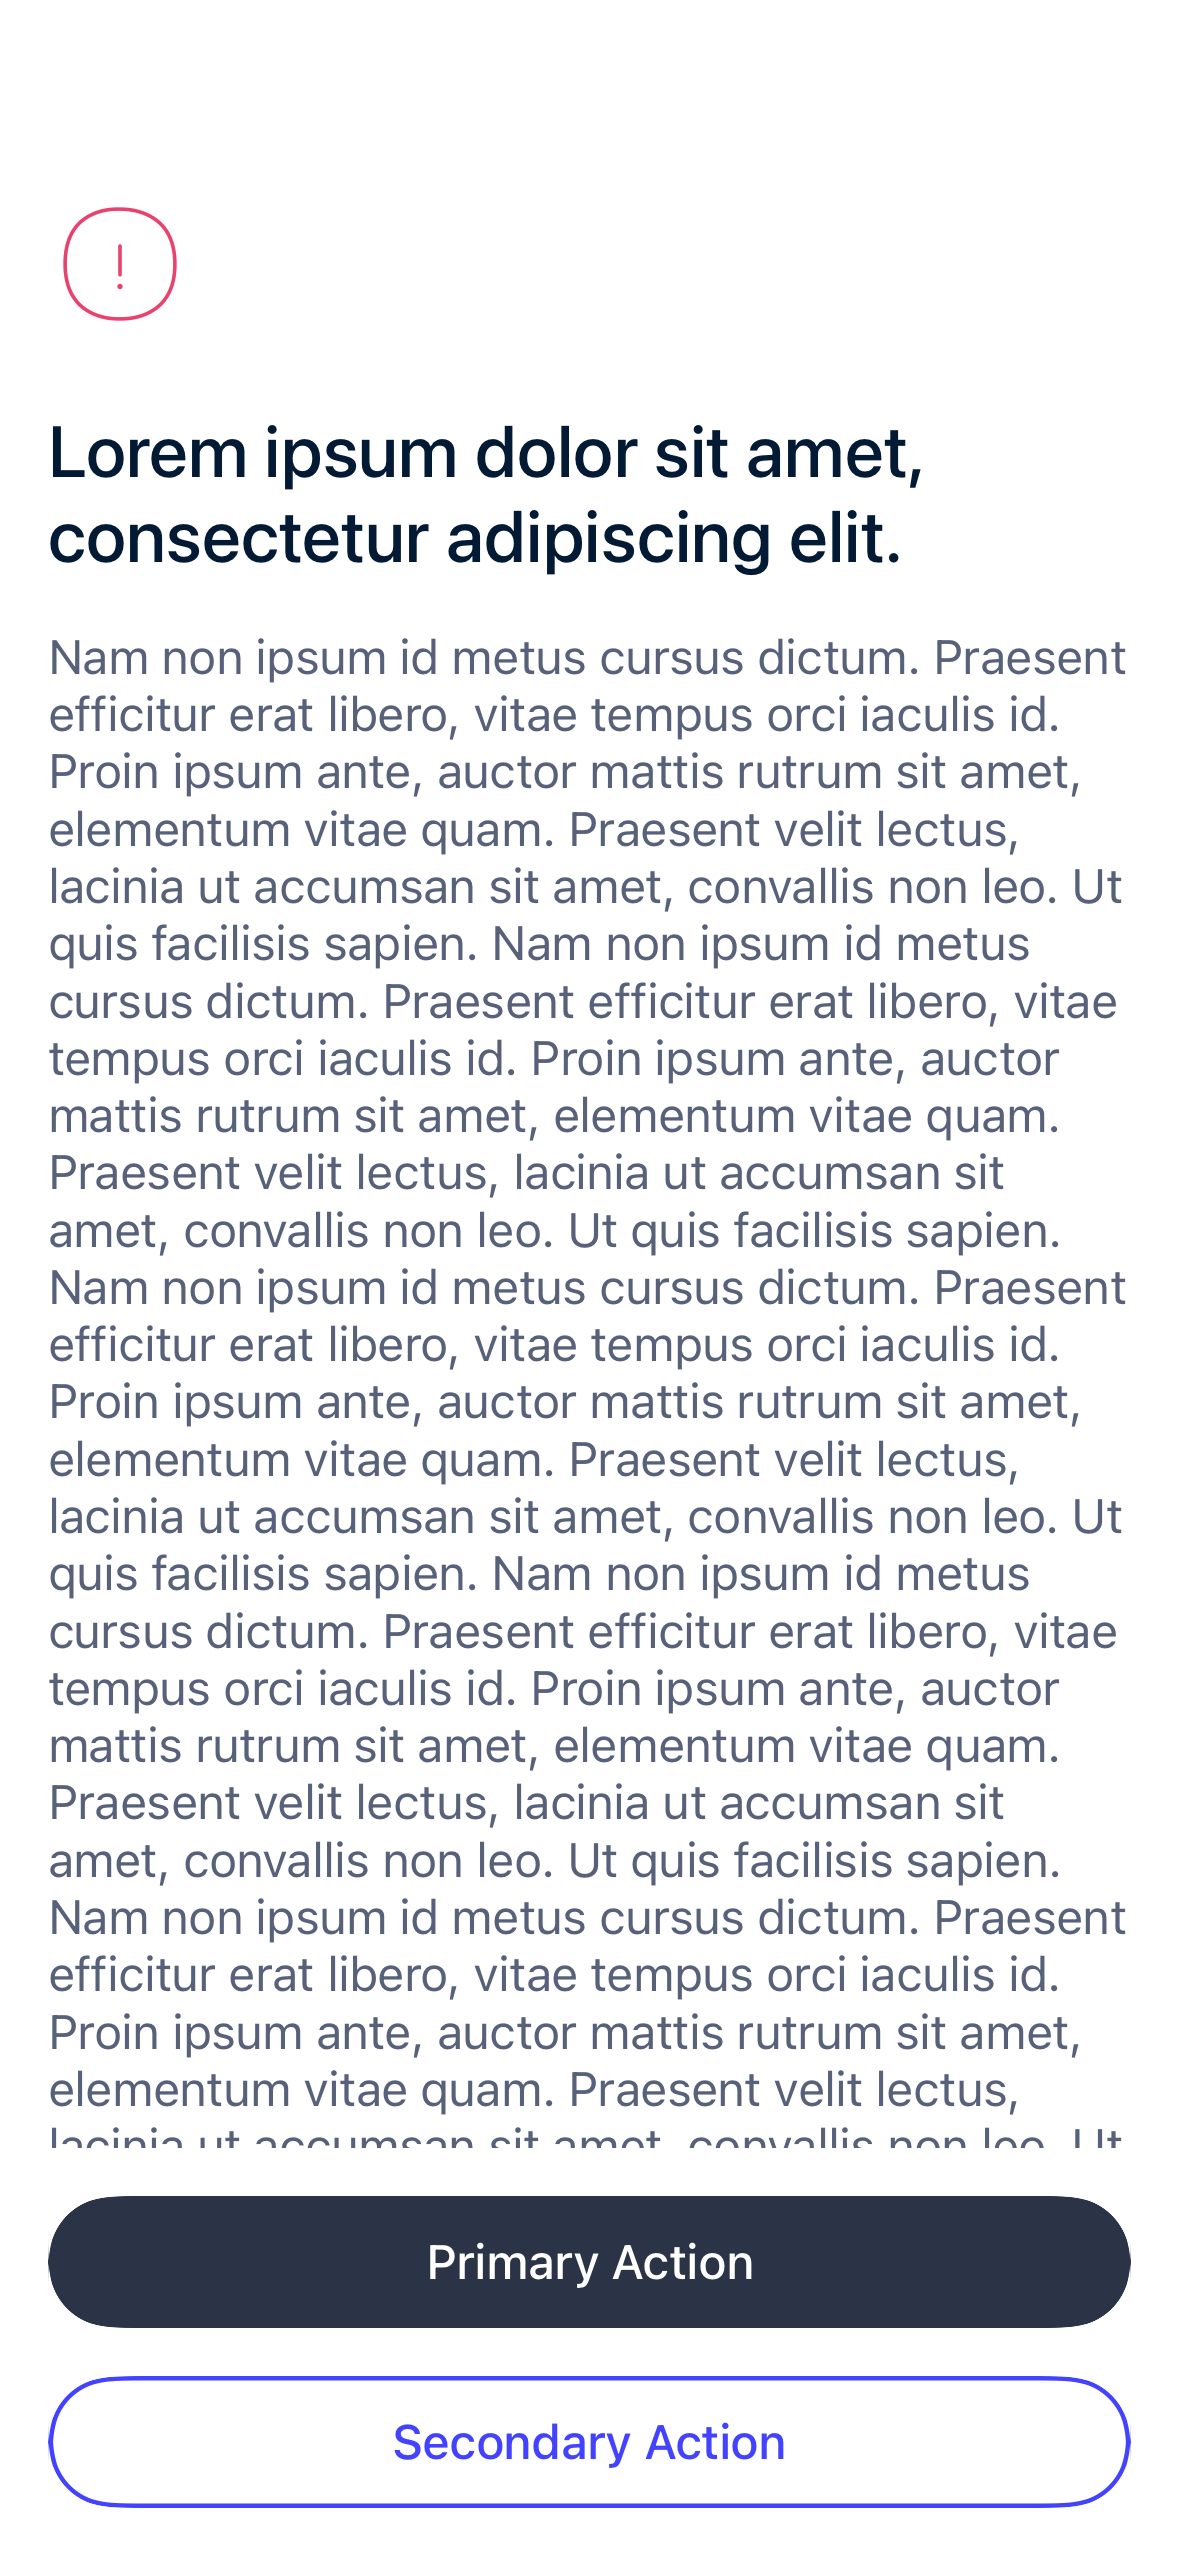 Lorem ipsum dolor sit amet,
consectetur adipiscing elit.
Nam non ipsum id metus cursus dictum. Praesent
efficitur erat libero, vitae tempus orci iaculis id.
Proin ipsum ante, auctor mattis rutrum sit amet,
elementum vitae quam. Praesent velit lectus,
lacinia ut accumsan sit amet, convallis non leo. Ut
quis facilisis sapien. Nam non ipsum id metus
cursus dictum. Praesent efficitur erat libero, vitae
tempus orci iaculis id. Proin ipsum ante, auctor
mattis rutrum sit amet, elementum vitae quam.
Praesent velit lectus, lacinia ut accumsan sit
amet, convallis non leo. Ut quis facilisis sapien.
Nam non ipsum id metus cursus dictum. Praesent
efficitur erat libero, vitae tempus orci iaculis id.
Proin ipsum ante, auctor mattis rutrum sit amet,
elementum vitae quam. Praesent velit lectus,
lacinia ut accumsan sit amet, convallis non leo. Ut
quis facilisis sapien. Nam non ipsum id metus
cursus dictum. Praesent efficitur erat libero, vitae
tempus orci iaculis id. Proin ipsum ante, auctor
mattis rutrum sit amet, elementum vitae quam.
Praesent velit lectus, lacinia ut accumsan sit
amet, convallis non leo. Ut quis facilisis sapien.
Nam non ipsum id metus cursus dictum. Praesent
efficitur erat libero, vitae tempus orci iaculis id.
Proin ipsum ante, auctor mattis rutrum sit amet,
elementum vitae quam. Praesent velit lectus,
lacinia ut accumsan sit amet, convallis non leo. Ut
Primary Action
Secondary Action